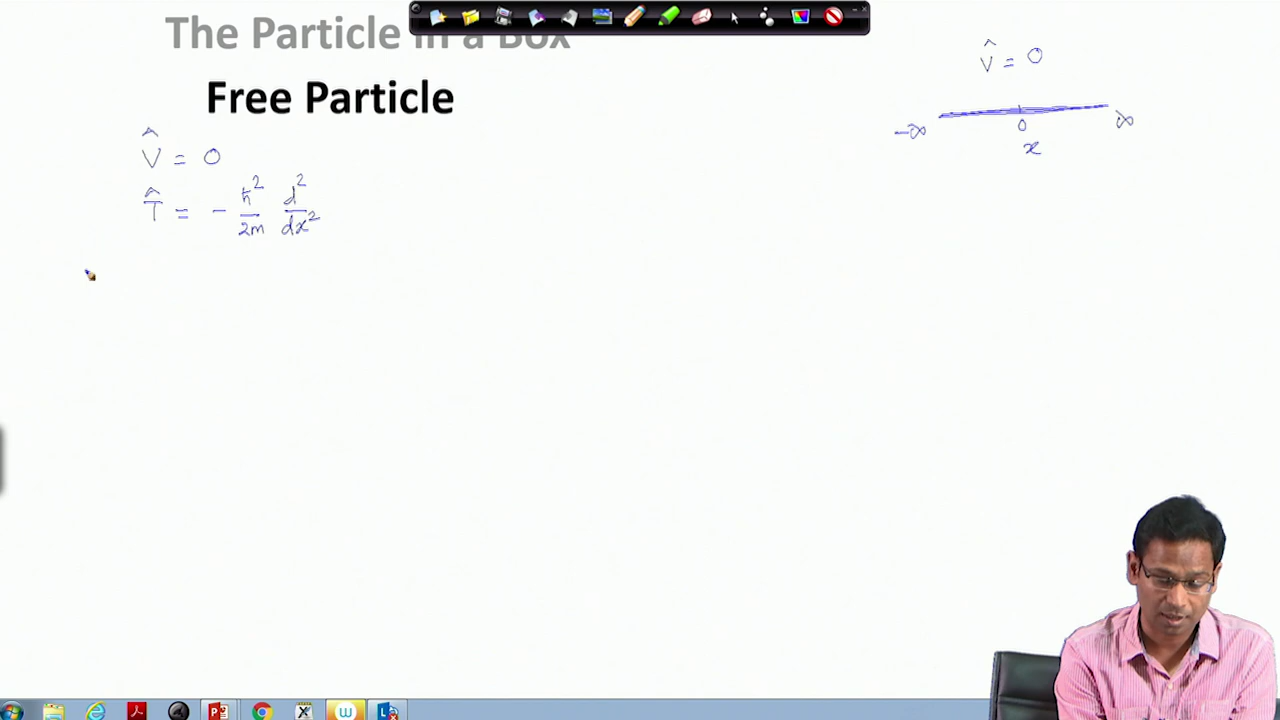 The Particle in a Box
Free Particle
V̂ = 0
T̂ = - ħ²/2m d²/dx²
V̂ = 0
-∞ 0 ∞
x